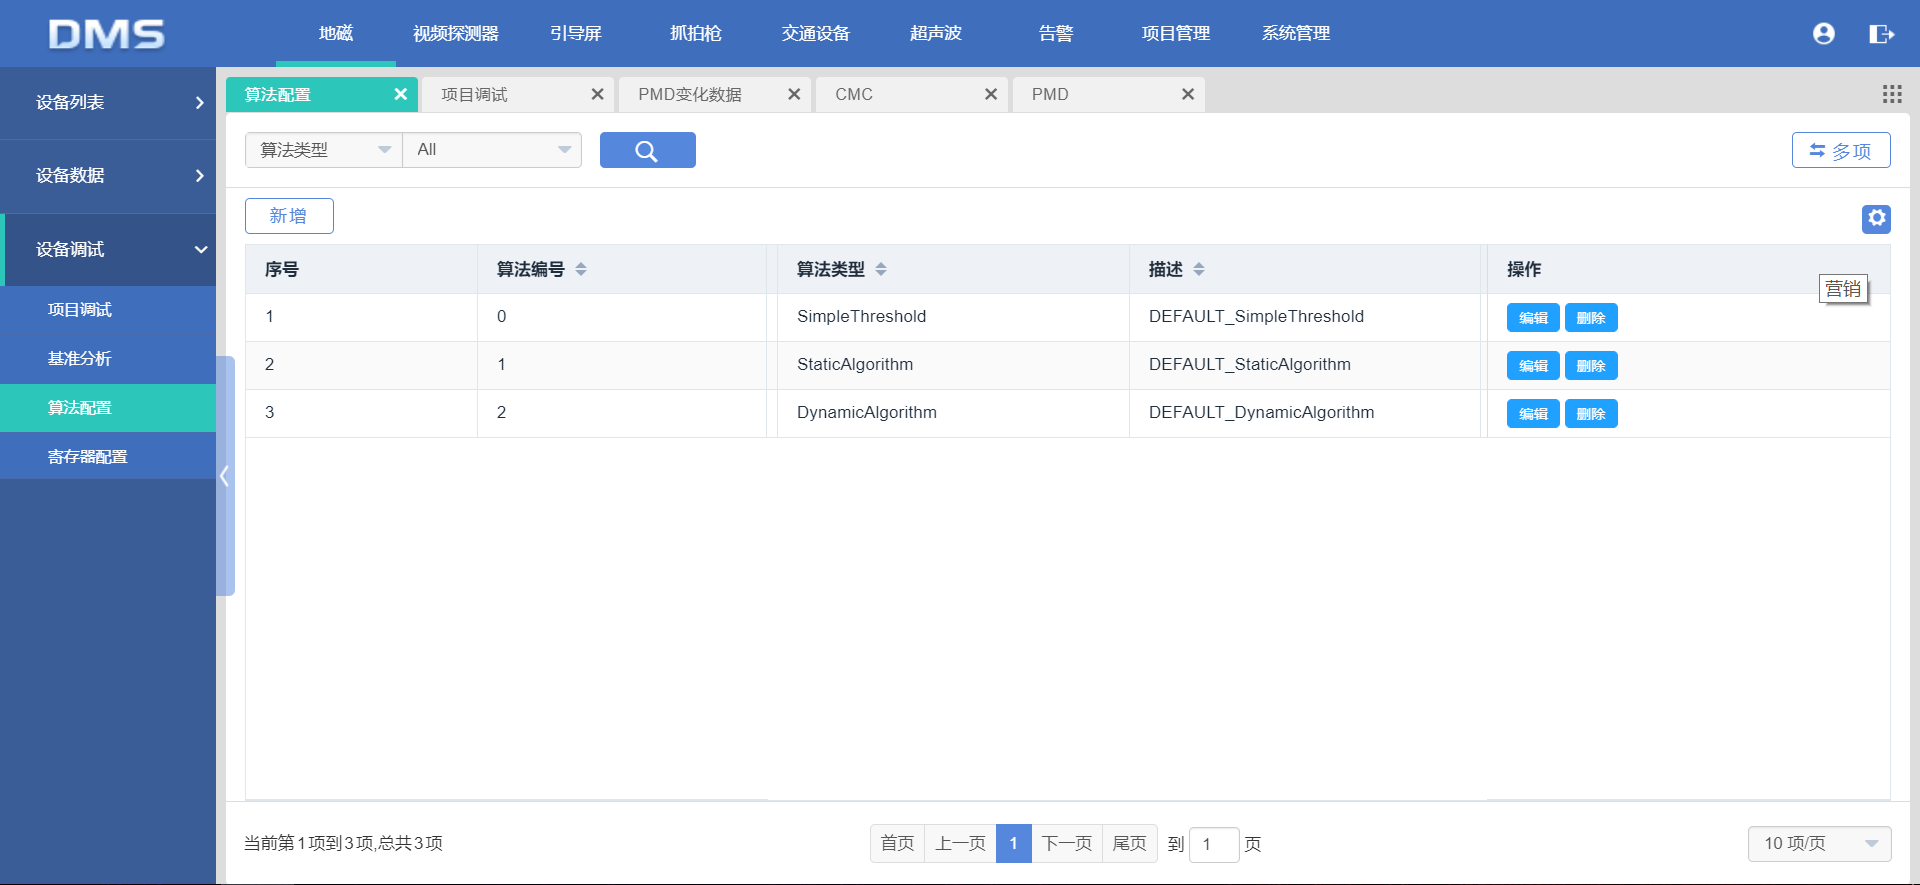 DMS 地磁 视频探测器 引导屏 抓拍枪 交通设备 超声波 告警 项目管理 系统管理
设备列表
设备数据
设备调试
项目调试
基准分析
算法配置
寄存器配置
算法配置 项目调试 PMD变化数据 CMC PMD
算法类型 All 多项
新增
序号 算法编号 算法类型 描述 操作
营销
1 0 SimpleThreshold DEFAULT_SimpleThreshold 编辑 删除
2 1 StaticAlgorithm DEFAULT_StaticAlgorithm 编辑 删除
3 2 DynamicAlgorithm DEFAULT_DynamicAlgorithm 编辑 删除
当前第1项到3项,总共3项 首页 上一页 1 下一页 尾页 到 1 页 10 项/页